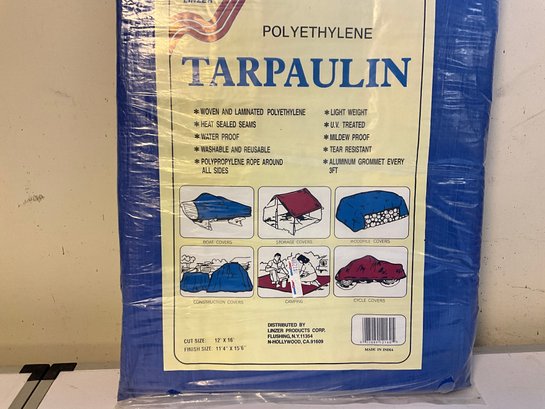 LINZER
POLYETHYLENE
TARPAULIN
* WOVEN AND LAMINATED POLYETHYLENE
* HEAT SEALED SEAMS
* WATER PROOF
* WASHABLE AND REUSABLE
* POLYPROPYLENE ROPE AROUND
ALL SIDES
* LIGHT WEIGHT
* U.V. TREATED
* MILDEW PROOF
* TEAR RESISTANT
* ALUMINUM GROMMET EVERY
3FT
BOAT COVERS
STORAGE COVERS
WOODPILE COVERS
CONSTRUCTION COVERS
CAMPING
CYCLE COVERS
CUT SIZE: 12' X 16'
FINISH SIZE: 11'4" X 15'6"
DISTRIBUTED BY
LINZER PRODUCTS CORP.
FLUSHING, N.Y.11354
N-HOLLYWOOD, CA.91609
MADE IN INDIA